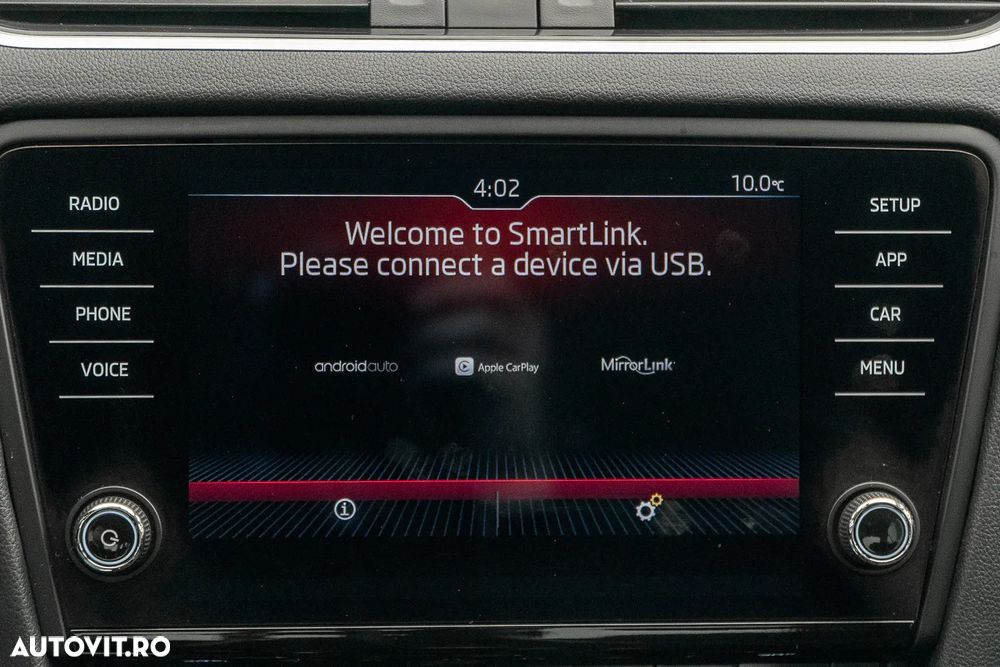 4:02
10.0°C
RADIO
MEDIA
PHONE
VOICE
Welcome to SmartLink.
Please connect a device via USB.
androidauto
Apple CarPlay
MirrorLink
SETUP
APP
CAR
MENU
AUTOVIT.RO